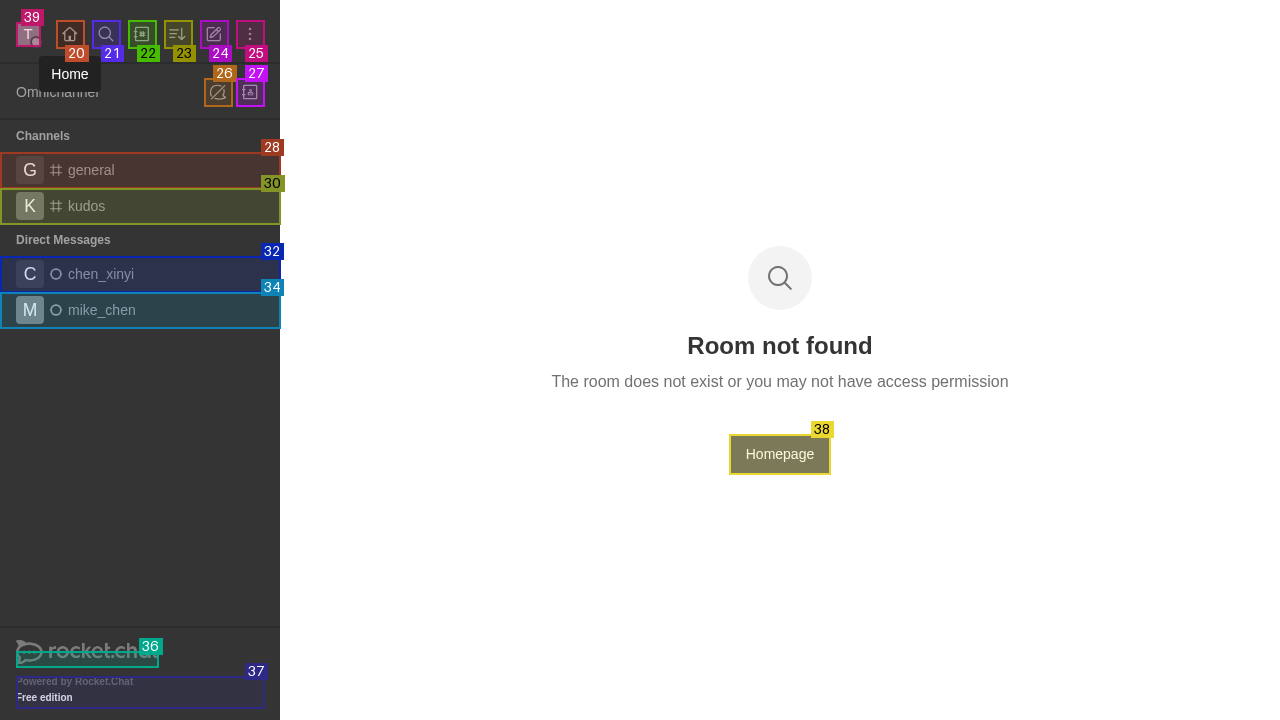 39
T
20
21
22
23
24
25
Home
26
27
Omnichannel
Channels
28
G general
30
K kudos
Direct Messages
32
C chen_xinyi
34
M mike_chen
Room not found
The room does not exist or you may not have access permission
38
Homepage
36
rocket.chat
37
Powered by Rocket.Chat
Free edition